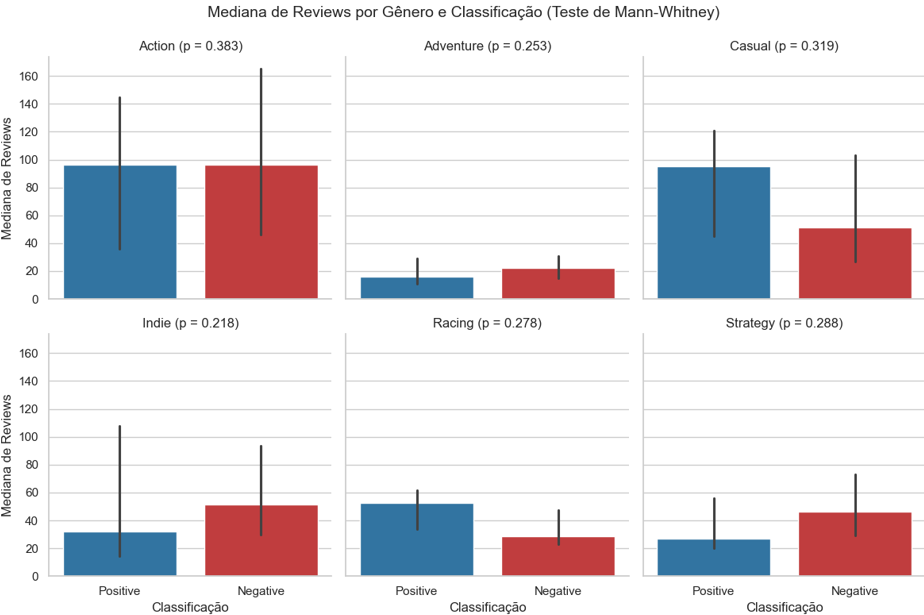 Mediana de Reviews por Gênero e Classificação (Teste de Mann-Whitney)
Action (p = 0.383)
Adventure (p = 0.253)
Casual (p = 0.319)
Mediana de Reviews
160
140
120
100
80
60
40
20
0
Indie (p = 0.218)
Racing (p = 0.278)
Strategy (p = 0.288)
Mediana de Reviews
160
140
120
100
80
60
40
20
0
Positive
Negative
Positive
Negative
Positive
Negative
Classificação
Classificação
Classificação